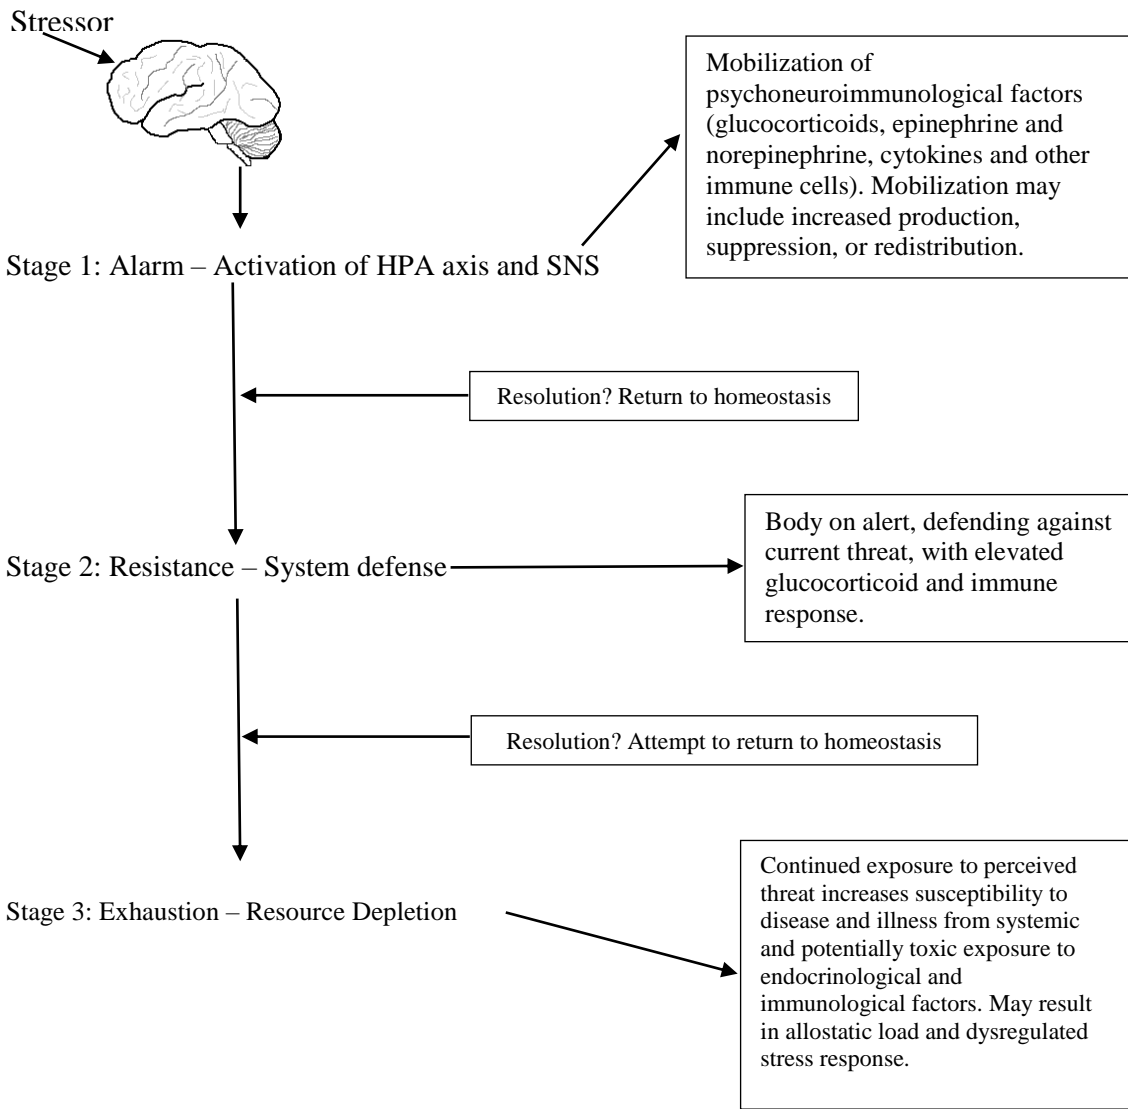 Stressor
Mobilization of
psychoneuroimmunological factors
(glucocorticoids, epinephrine and
norepinephrine, cytokines and other
immune cells). Mobilization may
include increased production,
suppression, or redistribution.
Stage 1: Alarm – Activation of HPA axis and SNS
Resolution? Return to homeostasis
Stage 2: Resistance – System defense
Body on alert, defending against
current threat, with elevated
glucocorticoid and immune
response.
Resolution? Attempt to return to homeostasis
Stage 3: Exhaustion – Resource Depletion
Continued exposure to perceived
threat increases susceptibility to
disease and illness from systemic
and potentially toxic exposure to
endocrinological and
immunological factors. May result
in allostatic load and dysregulated
stress response.